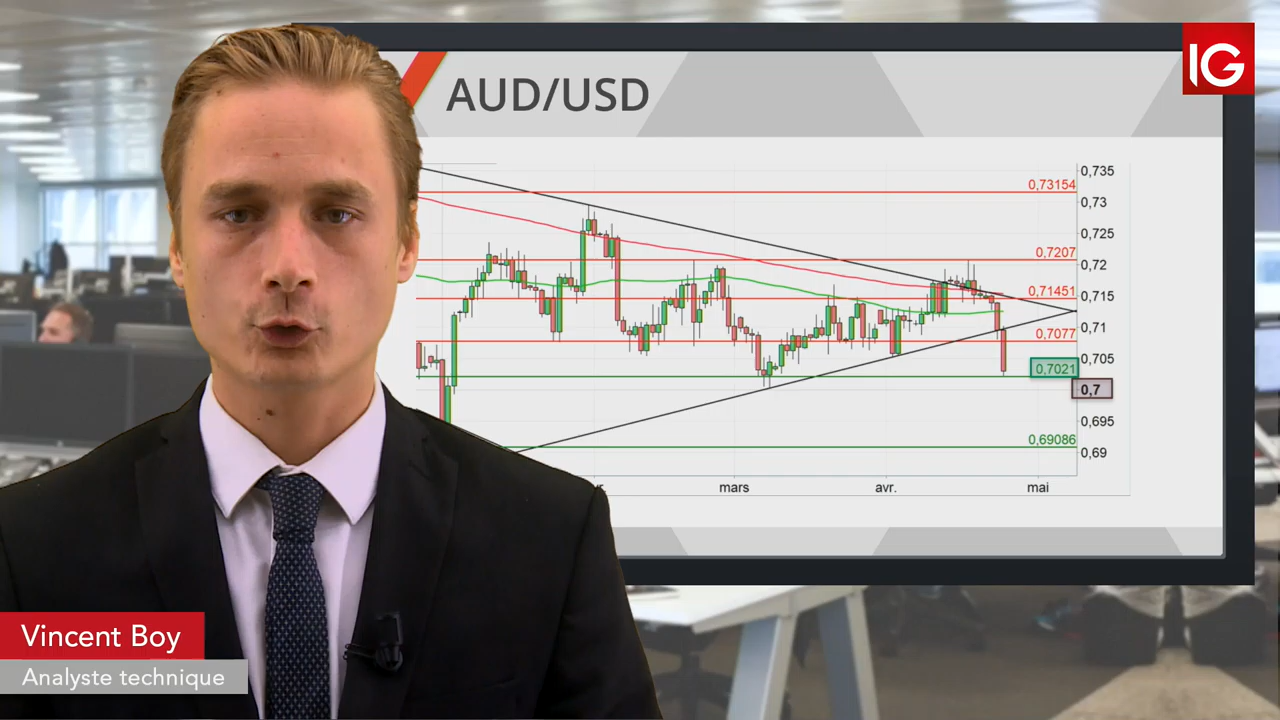 IG
AUD/USD
0,735
0,73154
0,73
0,725
0,7207
0,72
0,71451
0,715
0,7077
0,71
0,705
0,7021
0,7
0,695
0,69086
0,69
mars
avr.
mai
Vincent Boy
Analyste technique